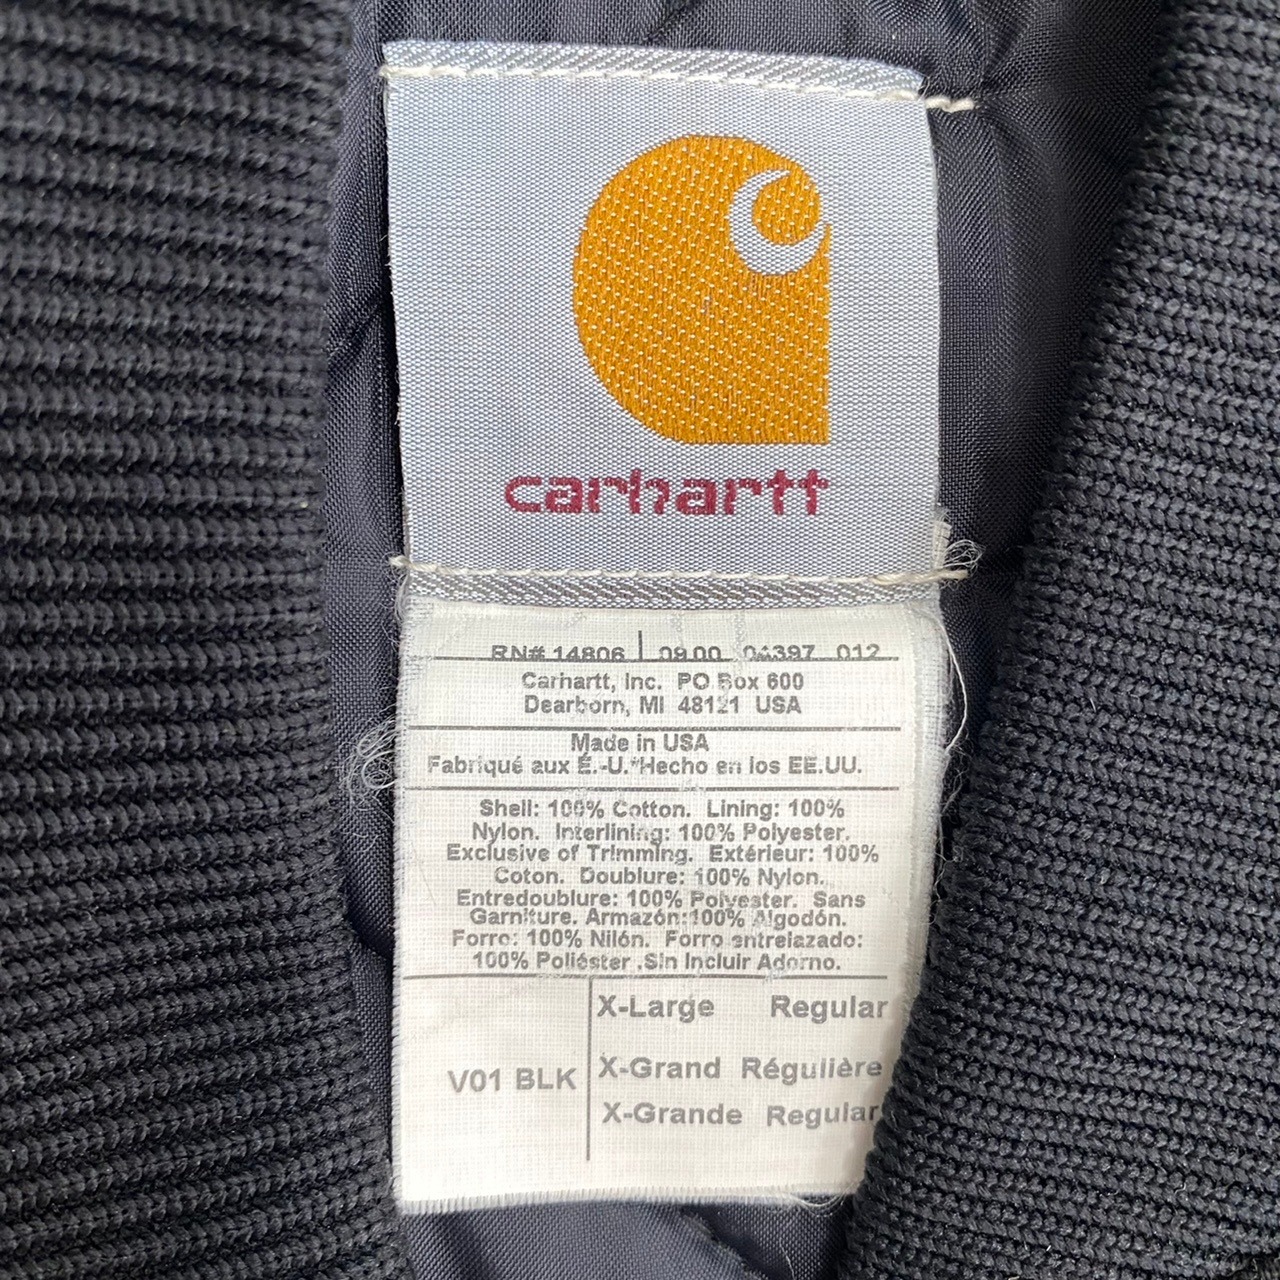 carhartt
RN# 14806 09.00 04397 012
Carhartt, Inc. PO Box 600
Dearborn, MI 48121 USA
Made in USA
Fabriqué aux É.-U.*Hecho en los EE.UU.
Shell: 100% Cotton. Lining: 100%
Nylon. Interlining: 100% Polyester.
Exclusive of Trimming. Extérieur: 100%
Coton. Doublure: 100% Nylon.
Entredoublure: 100% Polyester. Sans
Garniture. Armazón:100% Algodón.
Forro: 100% Nilón. Forro entrelazado:
100% Poliéster .Sin Incluir Adorno.
V01 BLK
X-Large Regular
X-Grand Régulière
X-Grande Regular